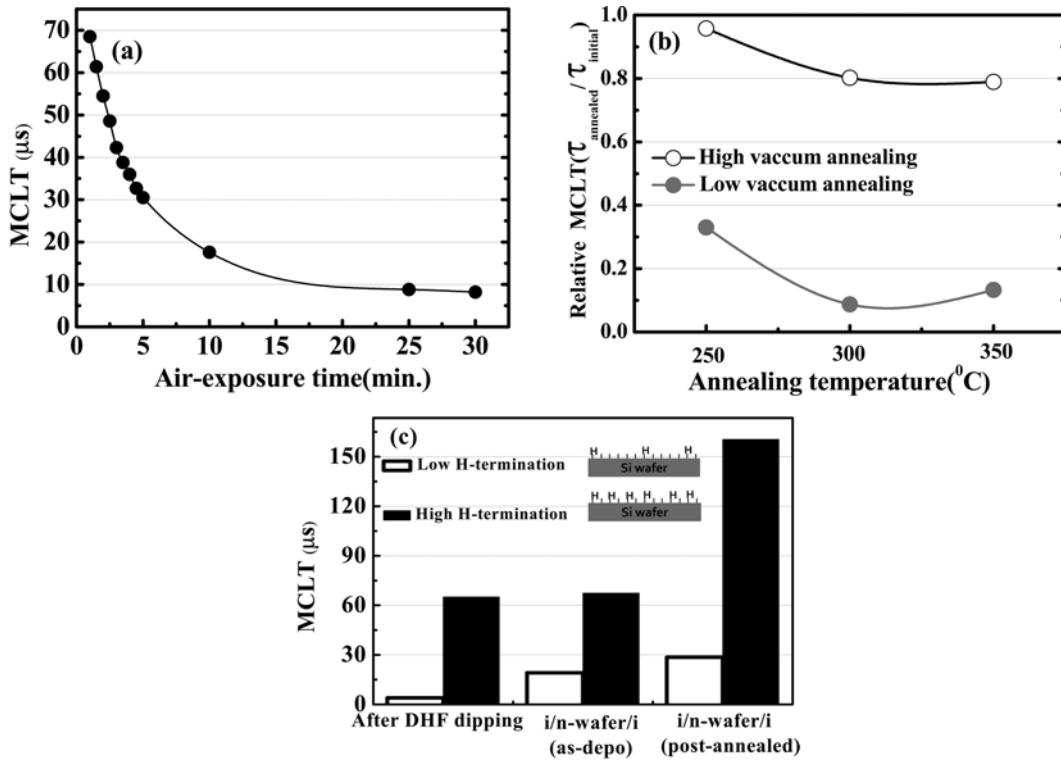 (a)
70
60
50
40
30
20
10
0
MCLT (μs)
0 5 10 15 20 25 30
Air-exposure time(min.)
(b)
1.0
0.8
0.6
0.4
0.2
0.0
Relative MCLT(τannealed/τinitial)
High vaccum annealing
Low vaccum annealing
250 300 350
Annealing temperature(⁰C)
(c)
150
120
90
60
30
0
MCLT (μs)
Low H-termination
H H H
Si wafer
High H-termination
H H H H H H
Si wafer
After DHF dipping
i/n-wafer/i
(as-depo)
i/n-wafer/i
(post-annealed)